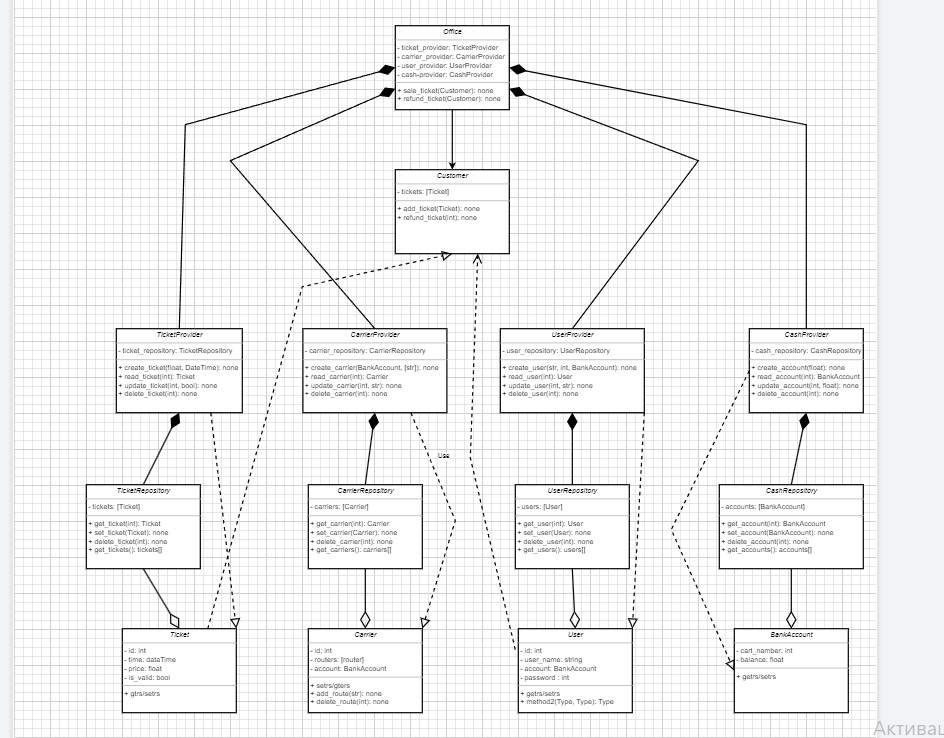 Office
- ticket_provider: TicketProvider
- carrier_provider: CarrierProvider
- user_provider: UserProvider
- cash-provider: CashProvider
+ sale_ticket(Customer): none
+ refund_ticket(Customer): none
Customer
- tickets: [Ticket]
+ add_ticket(Ticket): none
+ refund_ticket(int): none
TicketProvider
- ticket_repository: TicketRepository
+ create_ticket(float, DateTime): none
+ read_ticket(int): Ticket
+ update_ticket(int, bool): none
+ delete_ticket(int): none
CarrierProvider
- carrier_repository: CarrierRepository
+ create_carrier(BankAccount, [str]): none
+ read_carrier(int): Carrier
+ update_carrier(int, str): none
+ delete_carrier(int): none
UserProvider
- user_repository: UserRepository
+ create_user(str, int, BankAccount): none
+ read_user(int): User
+ update_user(int, str): none
+ delete_user(int): none
CashProvider
- cash_repository: CashRepository
+ create_account(float): none
+ read_account(int): BankAccount
+ update_account(int, float): none
+ delete_account(int): none
Use
TicketRepository
- tickets: [Ticket]
+ get_ticket(int): Ticket
+ set_ticket(Ticket): none
+ delete_ticket(int): none
+ get_tickets(): tickets[]
CarrierRepository
- carriers: [Carrier]
+ get_carrier(int): Carrier
+ set_carrier(Carrier): none
+ delete_carrier(int): none
+ get_carriers(): carriers[]
UserRepository
- users: [User]
+ get_user(int): User
+ set_user(User): none
+ delete_user(int): none
+ get_users(): users[]
CashRepository
- accounts: [BankAccount]
+ get_account(int): BankAccount
+ set_account(BankAccount): none
+ delete_account(int): none
+ get_accounts(): accounts[]
Ticket
- id: int
- time: dataTime
- price: float
- is_valid: bool
+ gtrs/setrs
Carrier
- id: int
- routers: [router]
- account: BankAccount
+ setrs/gters
+ add_route(str): none
+ delete_route(int): none
User
- id: int
- user_name: string
- account: BankAccount
- password : int
+ getrs/setrs
+ method2(Type, Type): Type
BankAccount
- cart_namber: int
- balance: float
+ getrs/setrs
Активац